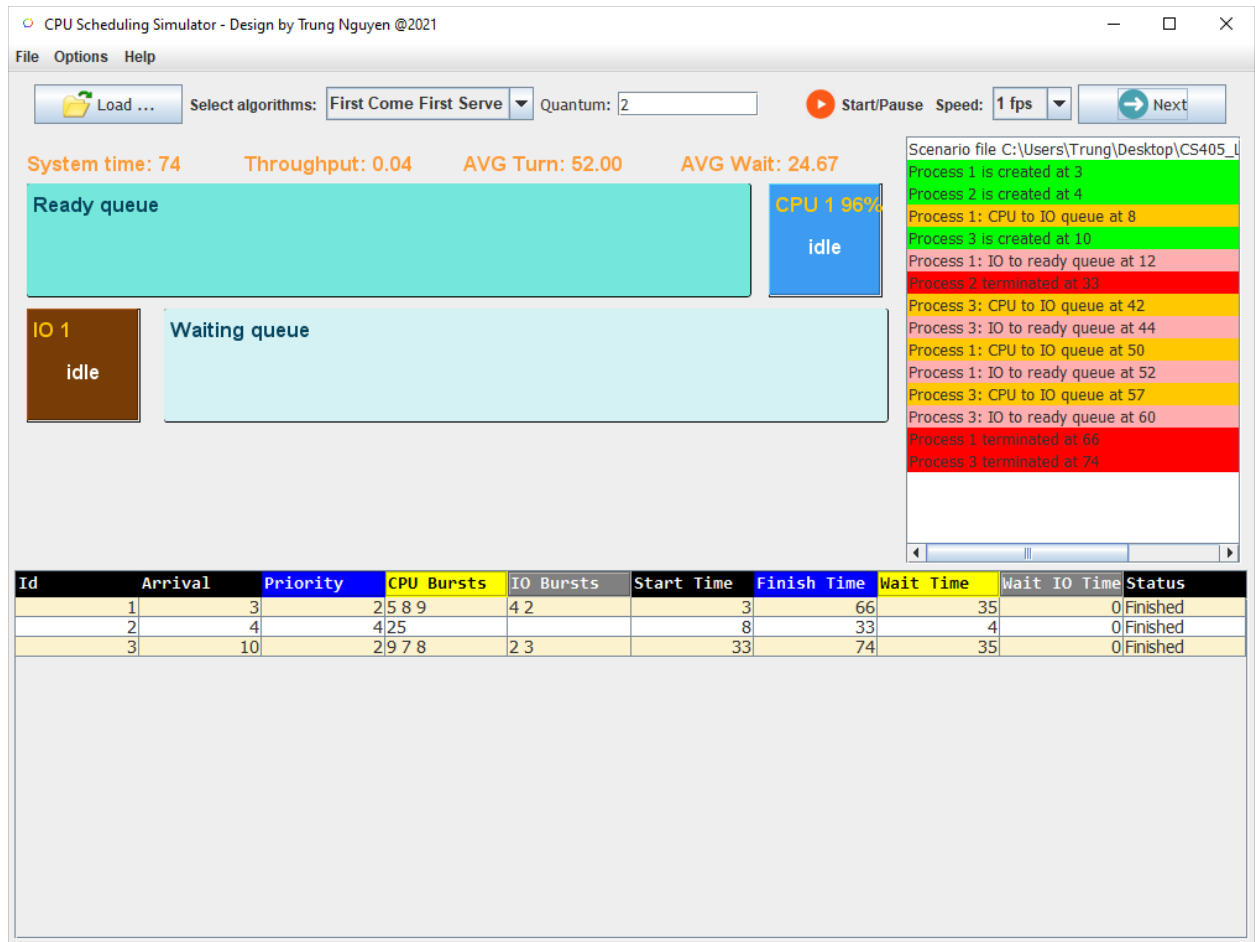 CPU Scheduling Simulator - Design by Trung Nguyen @2021
File Options Help
Load ... Select algorithms: First Come First Serve Quantum: 2 Start/Pause Speed: 1 fps Next
System time: 74 Throughput: 0.04 AVG Turn: 52.00 AVG Wait: 24.67
Ready queue
CPU 1 96%
idle
IO 1
idle
Waiting queue
Scenario file C:\Users\Trung\Desktop\CS405_L
Process 1 is created at 3
Process 2 is created at 4
Process 1: CPU to IO queue at 8
Process 3 is created at 10
Process 1: IO to ready queue at 12
Process 2 terminated at 33
Process 3: CPU to IO queue at 42
Process 3: IO to ready queue at 44
Process 1: CPU to IO queue at 50
Process 1: IO to ready queue at 52
Process 3: CPU to IO queue at 57
Process 3: IO to ready queue at 60
Process 1 terminated at 66
Process 3 terminated at 74
Id Arrival Priority CPU Bursts IO Bursts Start Time Finish Time Wait Time Wait IO Time Status
1 3 2 5 8 9 4 2 3 66 35 0 Finished
2 4 4 25 8 33 4 0 Finished
3 10 2 9 7 8 2 3 33 74 35 0 Finished